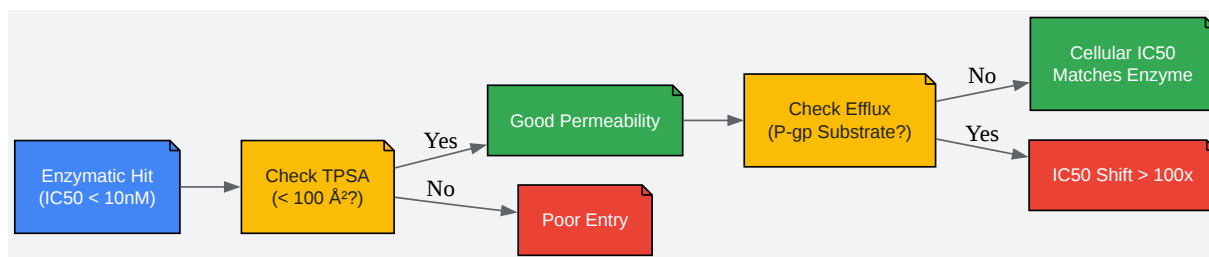 Enzymatic Hit
(IC50 < 10nM)
Check TPSA
(< 100 Å²?)
Yes
No
Good Permeability
Poor Entry
Check Efflux
(P-gp Substrate?)
No
Yes
Cellular IC50
Matches Enzyme
IC50 Shift > 100x